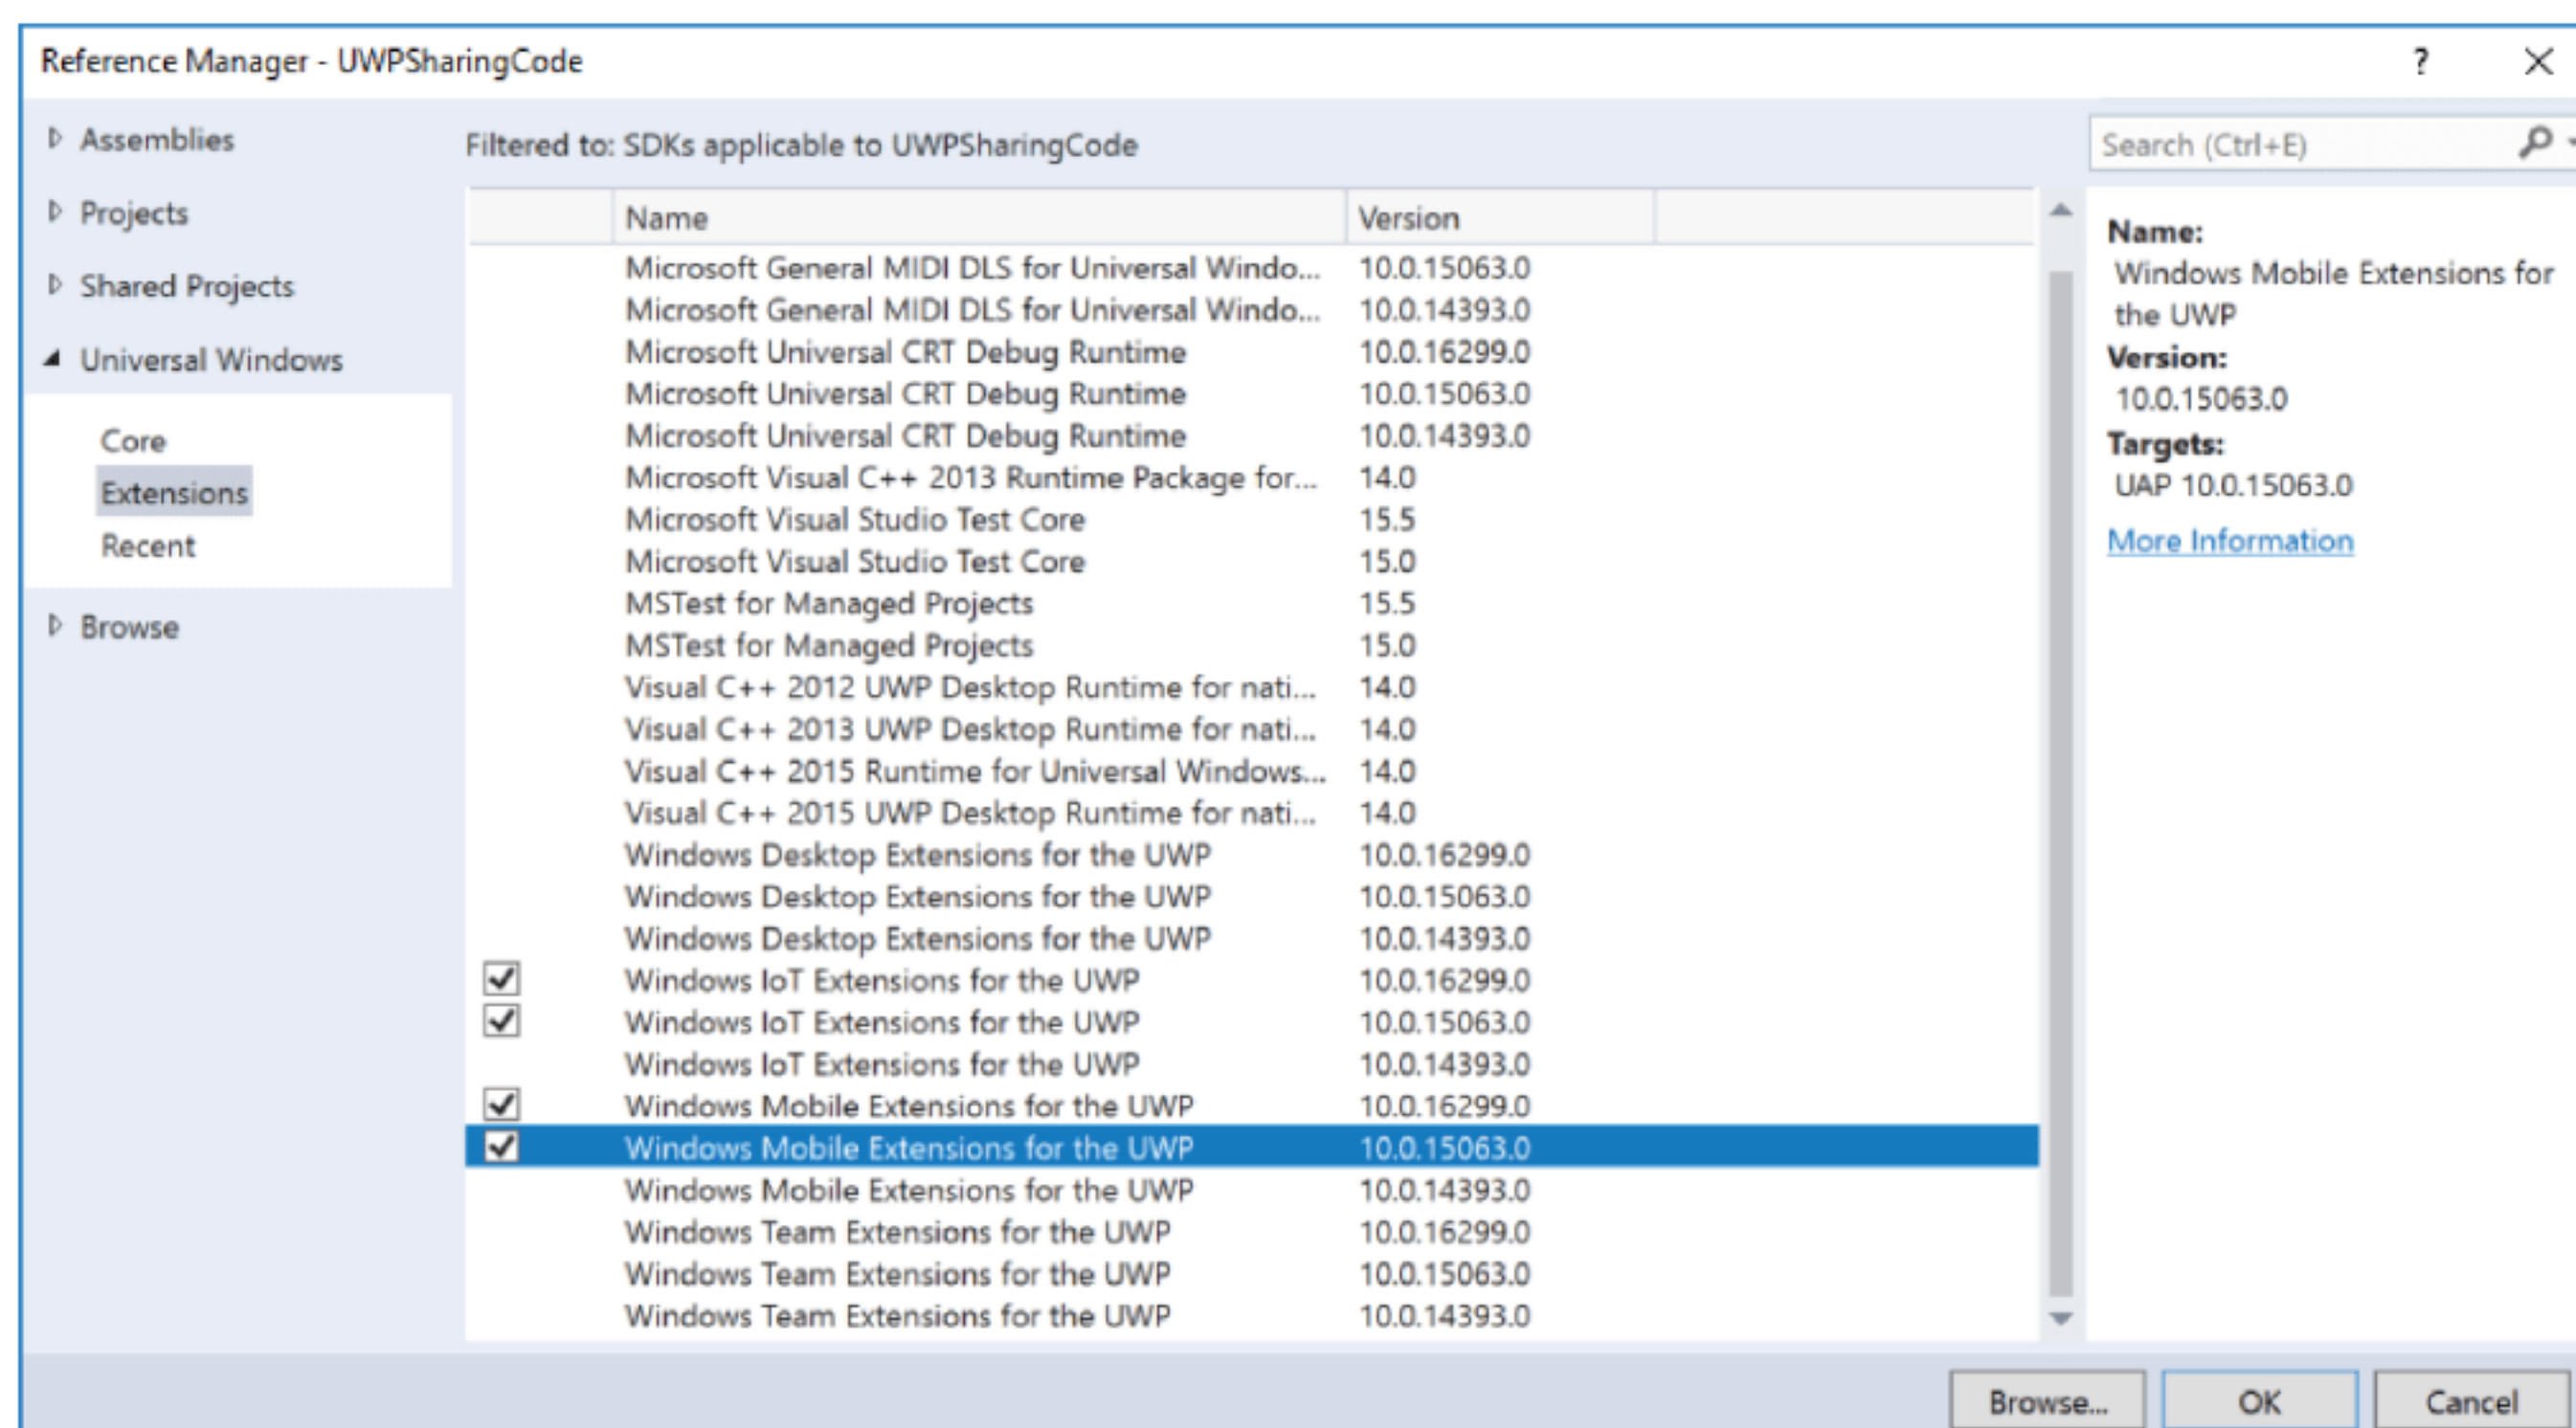 Reference Manager - UWPSharingCode
?
Assemblies
Projects
Shared Projects
Universal Windows
Core
Extensions
Recent
Browse
Filtered to: SDKs applicable to UWPSharingCode
Search (Ctrl+E)
Name Version
Microsoft General MIDI DLS for Universal Windo... 10.0.15063.0
Microsoft General MIDI DLS for Universal Windo... 10.0.14393.0
Microsoft Universal CRT Debug Runtime 10.0.16299.0
Microsoft Universal CRT Debug Runtime 10.0.15063.0
Microsoft Universal CRT Debug Runtime 10.0.14393.0
Microsoft Visual C++ 2013 Runtime Package for... 14.0
Microsoft Visual Studio Test Core 15.5
Microsoft Visual Studio Test Core 15.0
MSTest for Managed Projects 15.5
MSTest for Managed Projects 15.0
Visual C++ 2012 UWP Desktop Runtime for nati... 14.0
Visual C++ 2013 UWP Desktop Runtime for nati... 14.0
Visual C++ 2015 Runtime for Universal Windows... 14.0
Visual C++ 2015 UWP Desktop Runtime for nati... 14.0
Windows Desktop Extensions for the UWP 10.0.16299.0
Windows Desktop Extensions for the UWP 10.0.15063.0
Windows Desktop Extensions for the UWP 10.0.14393.0
Windows IoT Extensions for the UWP 10.0.16299.0
Windows IoT Extensions for the UWP 10.0.15063.0
Windows IoT Extensions for the UWP 10.0.14393.0
Windows Mobile Extensions for the UWP 10.0.16299.0
Windows Mobile Extensions for the UWP 10.0.15063.0
Windows Mobile Extensions for the UWP 10.0.14393.0
Windows Team Extensions for the UWP 10.0.16299.0
Windows Team Extensions for the UWP 10.0.15063.0
Windows Team Extensions for the UWP 10.0.14393.0
Name:
Windows Mobile Extensions for
the UWP
Version:
10.0.15063.0
Targets:
UAP 10.0.15063.0
More Information
Browse... OK Cancel